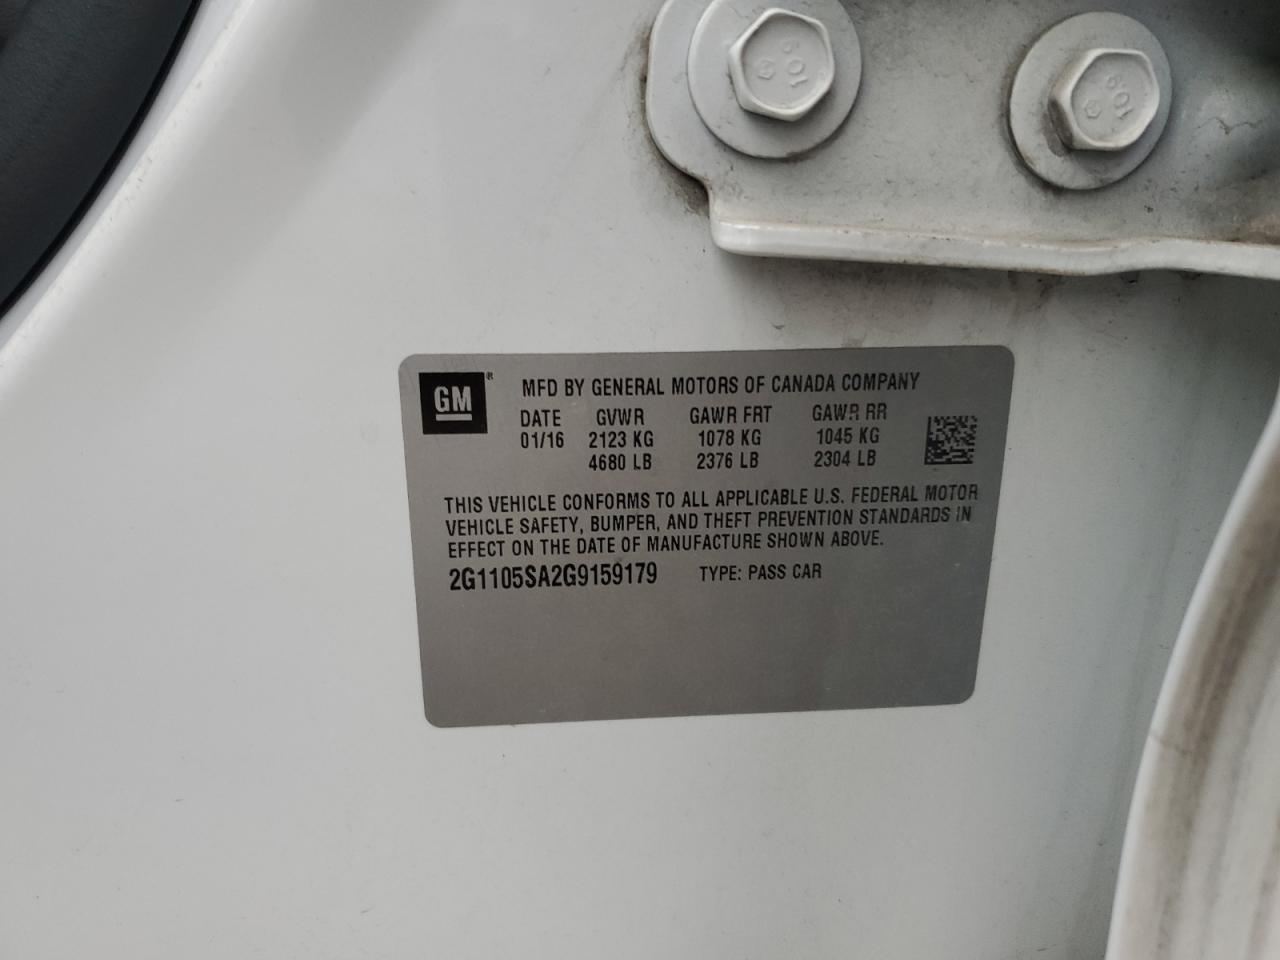 109
109
GM ®
MFD BY GENERAL MOTORS OF CANADA COMPANY
DATE GVWR GAWR FRT GAWR RR
01/16 2123 KG 1078 KG 1045 KG
4680 LB 2376 LB 2304 LB
THIS VEHICLE CONFORMS TO ALL APPLICABLE U.S. FEDERAL MOTOR
VEHICLE SAFETY, BUMPER, AND THEFT PREVENTION STANDARDS IN
EFFECT ON THE DATE OF MANUFACTURE SHOWN ABOVE.
2G1105SA2G9159179 TYPE: PASS CAR